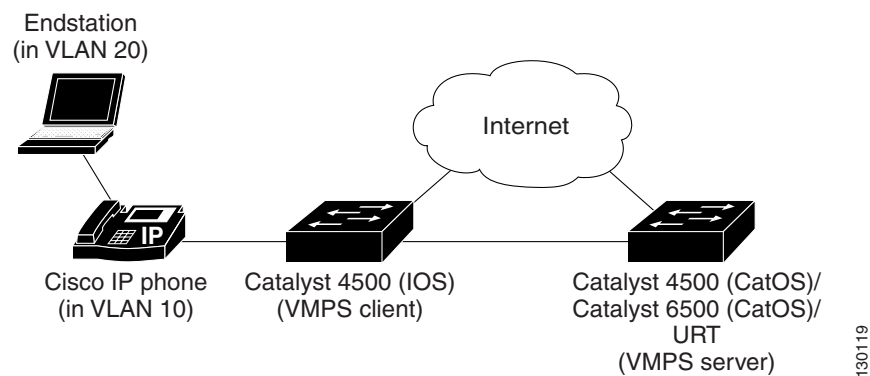 Endstation
(in VLAN 20)
Internet
IP
Cisco IP phone
(in VLAN 10)
Catalyst 4500 (IOS)
(VMPS client)
Catalyst 4500 (CatOS)/
Catalyst 6500 (CatOS)/
URT
(VMPS server)
130119